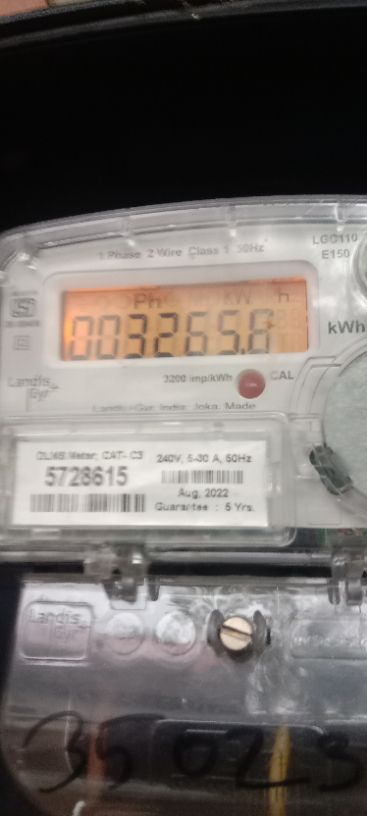 LGC110
E150
1 Phase 2 Wire Class 1 50Hz
Ph kW h
003265.6
kWh
3200 imp/kWh CAL
Landis
Gyr
Landis+Gyr, India, Joka, Made
DLMS Meter, CAT- C3
5728615
240V, 5-30 A, 50Hz
Aug, 2022
Guarantee : 5 Yrs.
Landis
Gyr
35023